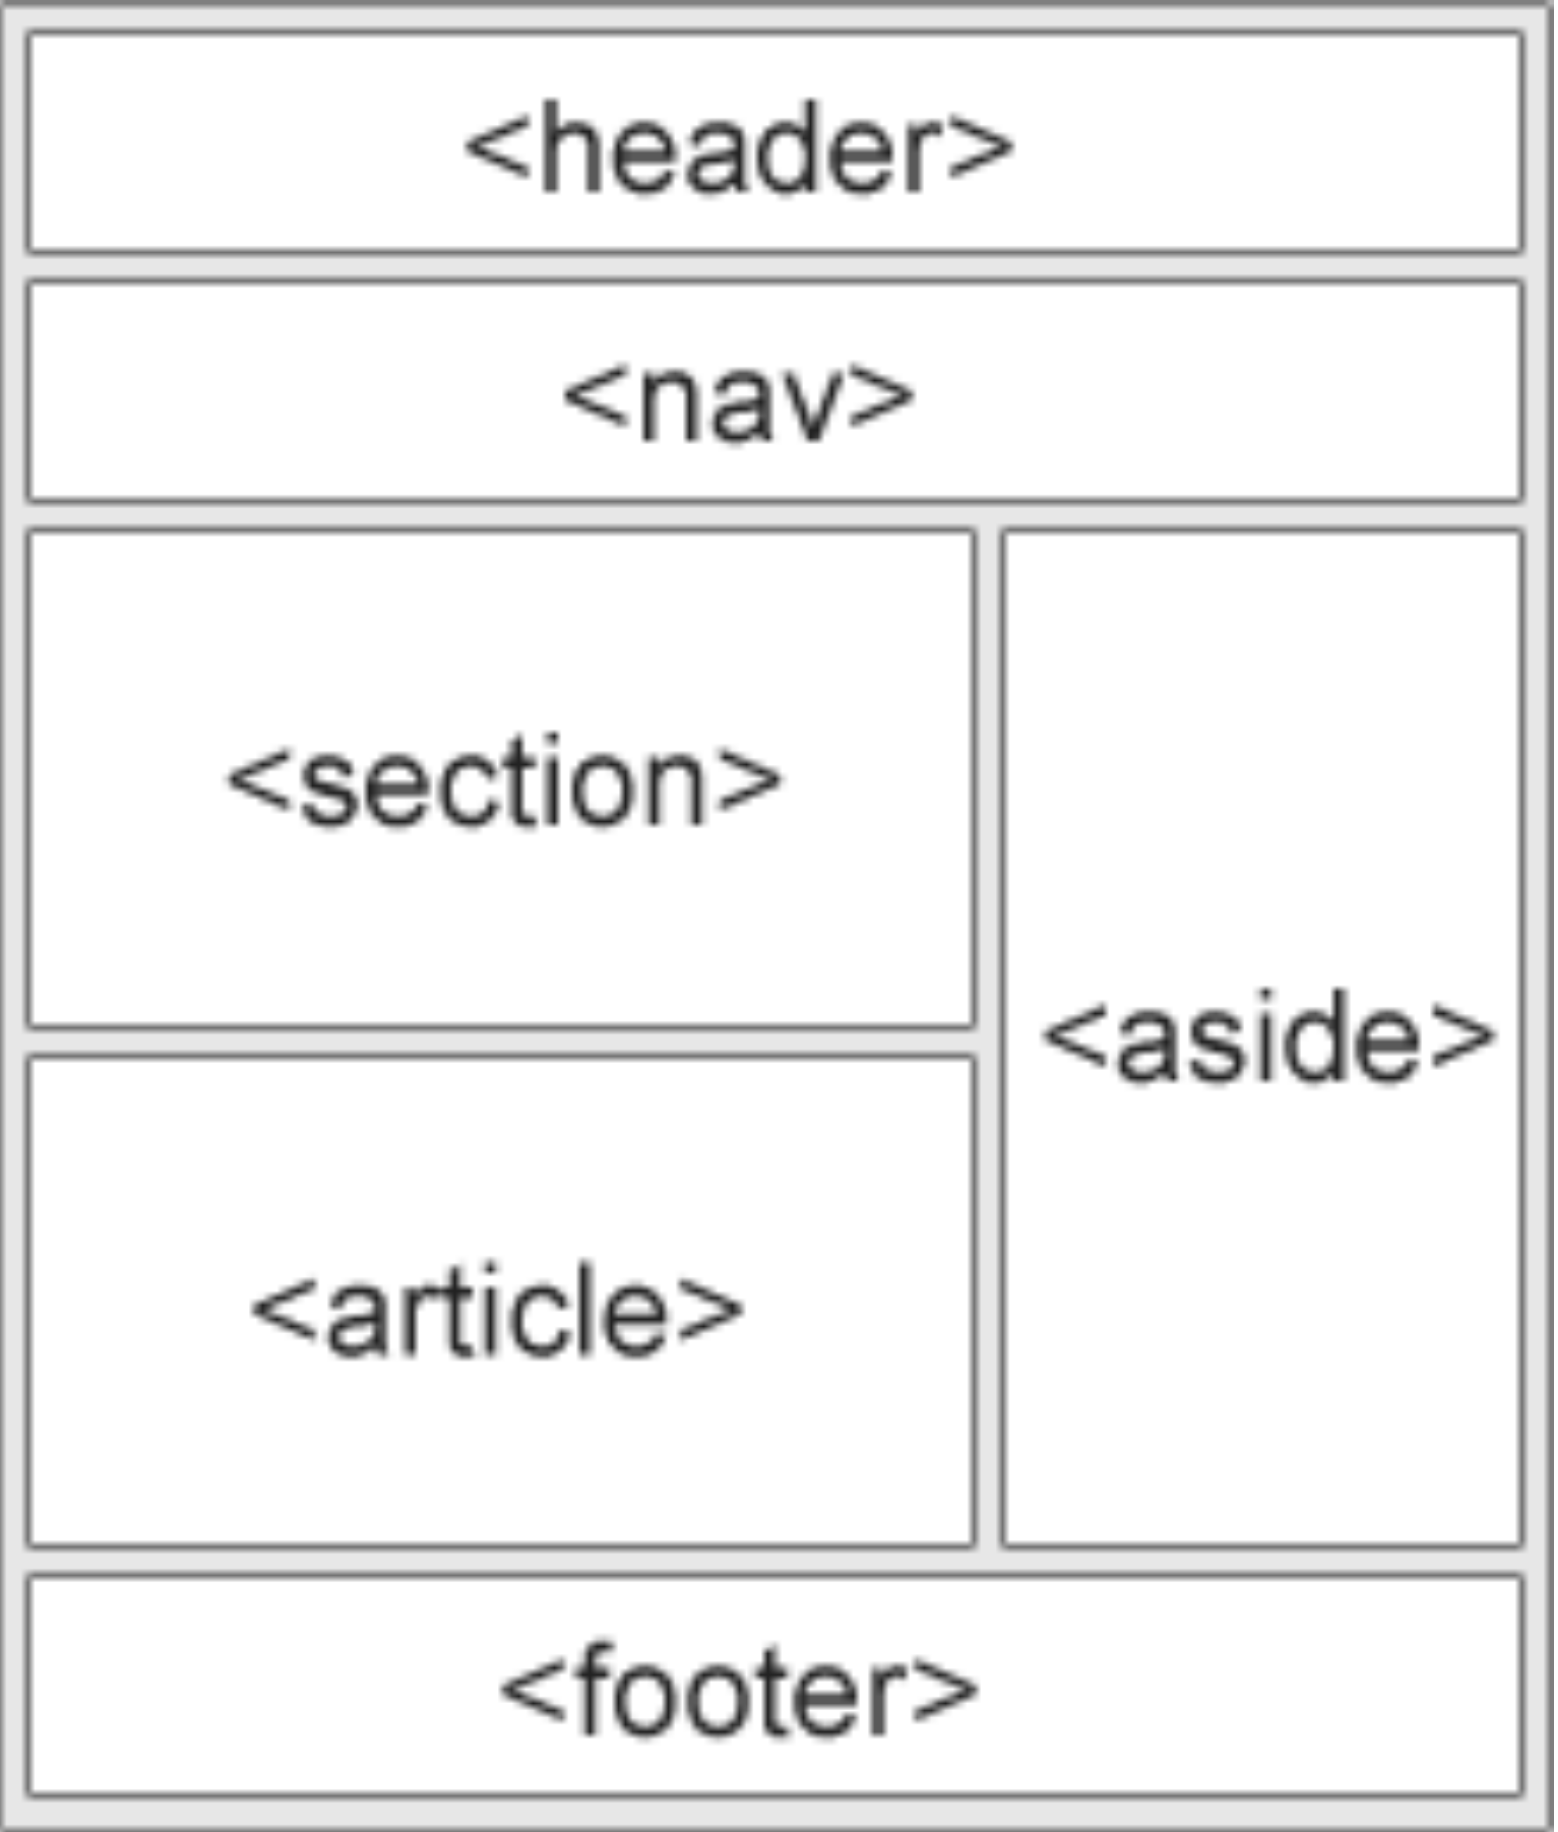 <header>
<nav>
<section>
<aside>
<article>
<footer>